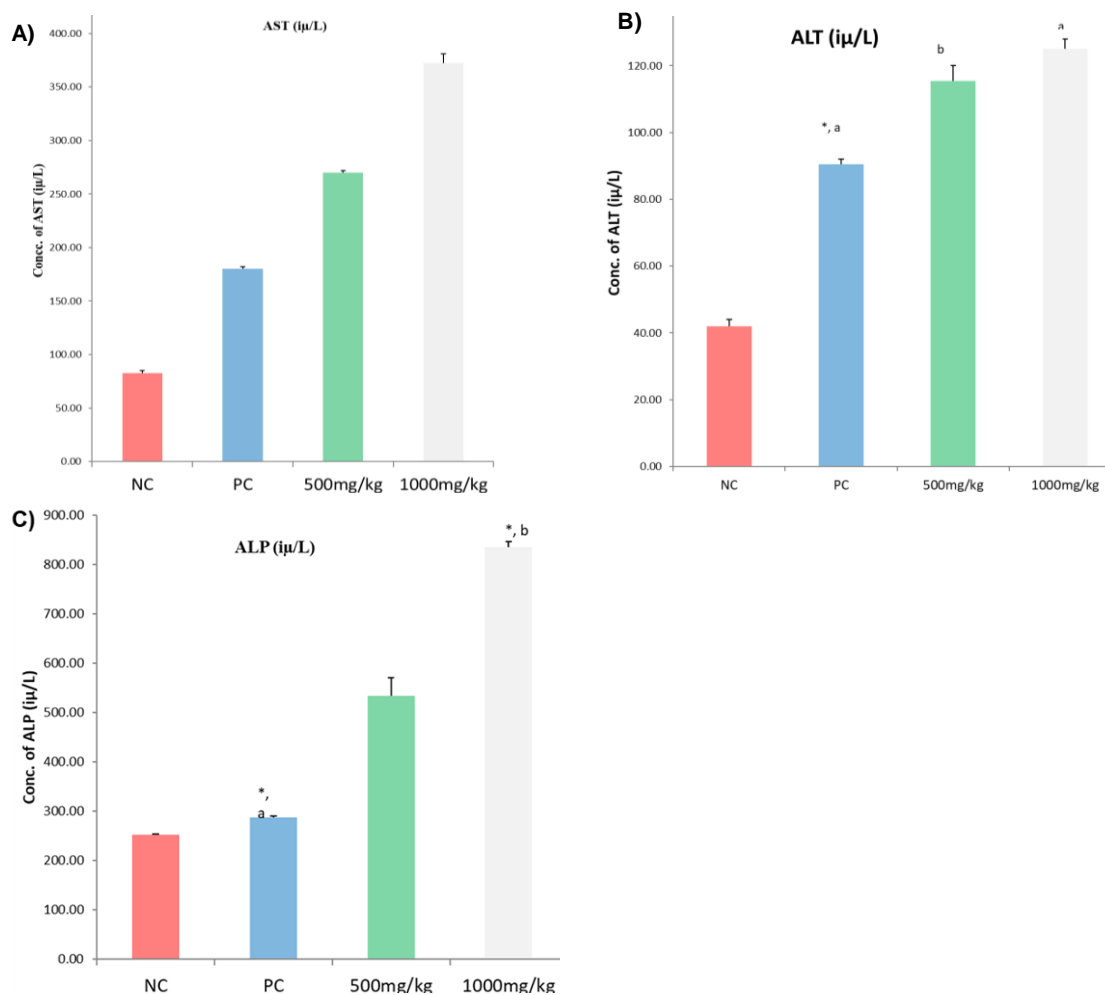 A)
AST (iµ/L)
400.00
350.00
300.00
250.00
200.00
150.00
100.00
50.00
0.00
Concc. of AST (iµ/L)
NC PC 500mg/kg 1000mg/kg
B)
ALT (iµ/L)
120.00
100.00
80.00
60.00
40.00
20.00
0.00
Conc. of ALT (iµ/L)
*, a
b
a
NC PC 500mg/kg 1000mg/kg
C)
ALP (iµ/L)
900.00
800.00
700.00
600.00
500.00
400.00
300.00
200.00
100.00
0.00
Conc. of ALP (iµ/L)
*,
a
*, b
NC PC 500mg/kg 1000mg/kg